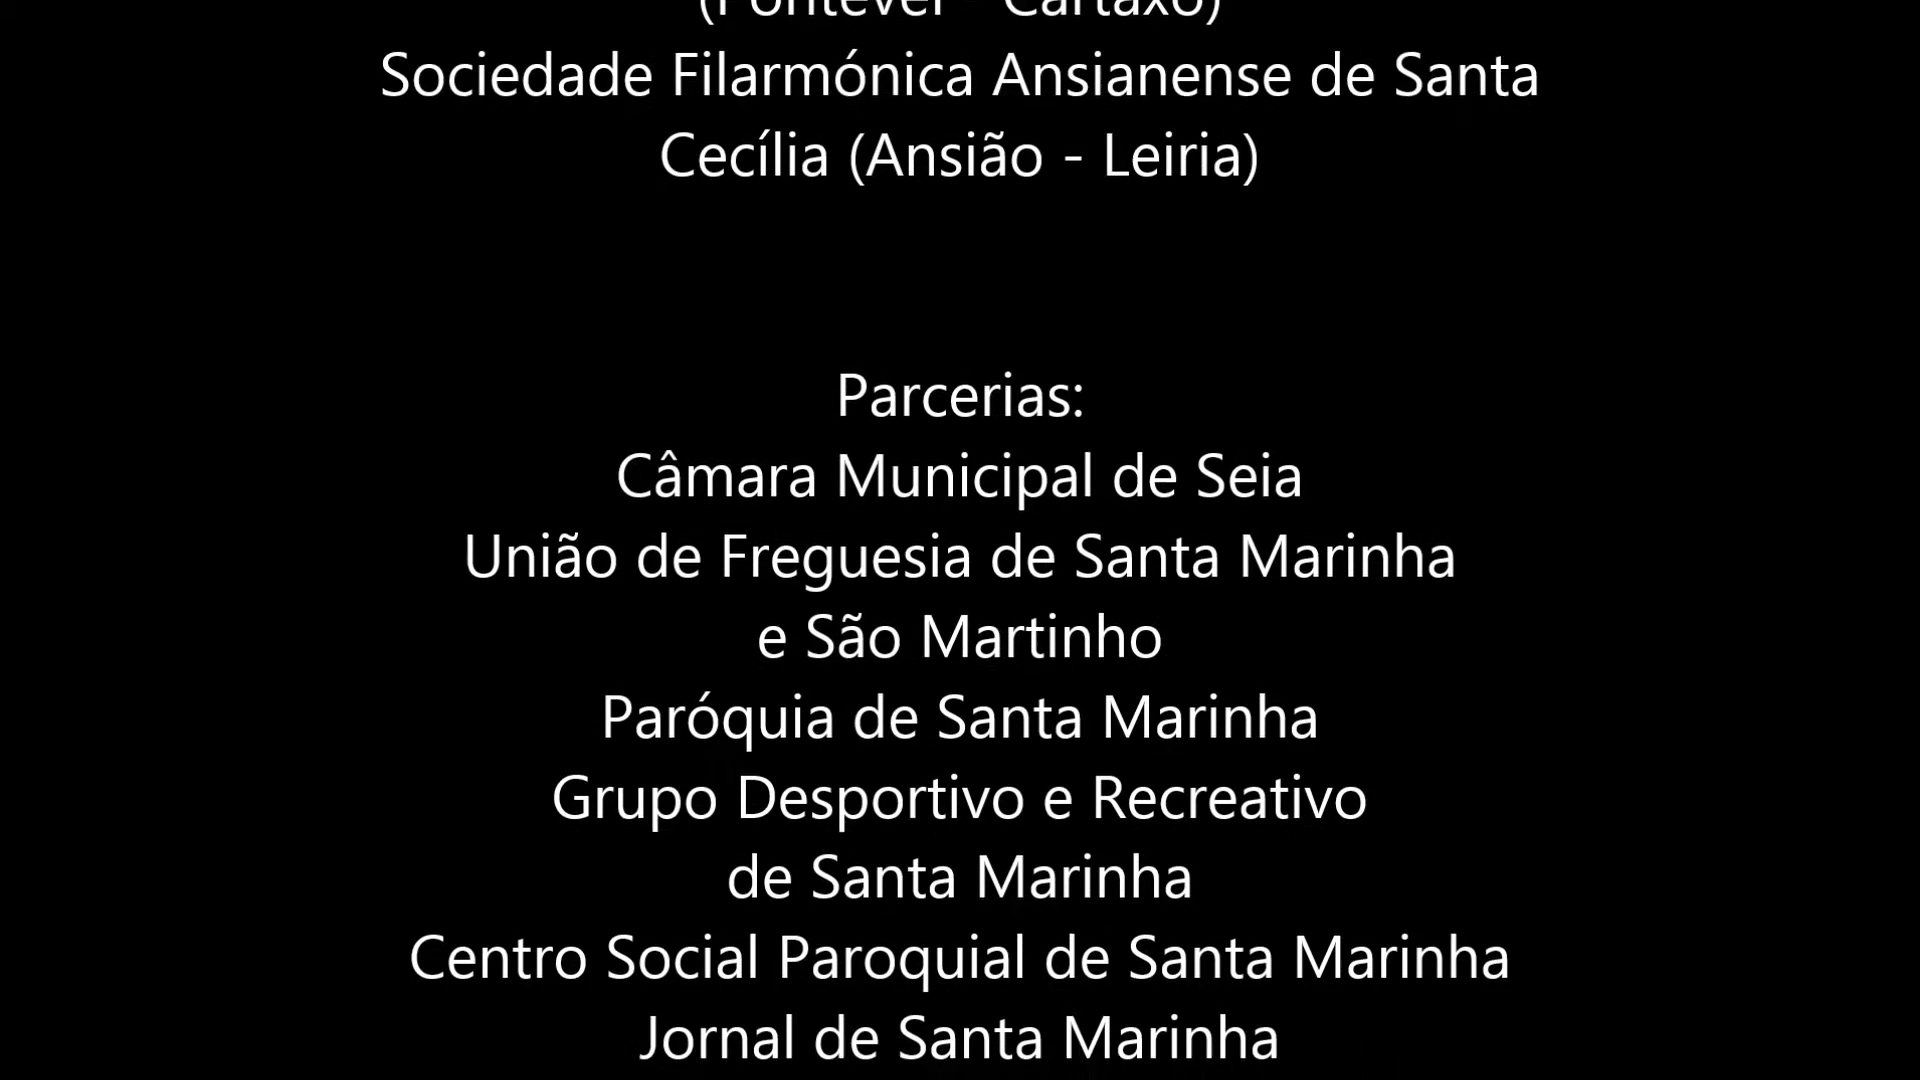 (Pontével - Cartaxo)
Sociedade Filarmónica Ansianense de Santa
Cecília (Ansião - Leiria)
Parcerias:
Câmara Municipal de Seia
União de Freguesia de Santa Marinha
e São Martinho
Paróquia de Santa Marinha
Grupo Desportivo e Recreativo
de Santa Marinha
Centro Social Paroquial de Santa Marinha
Jornal de Santa Marinha